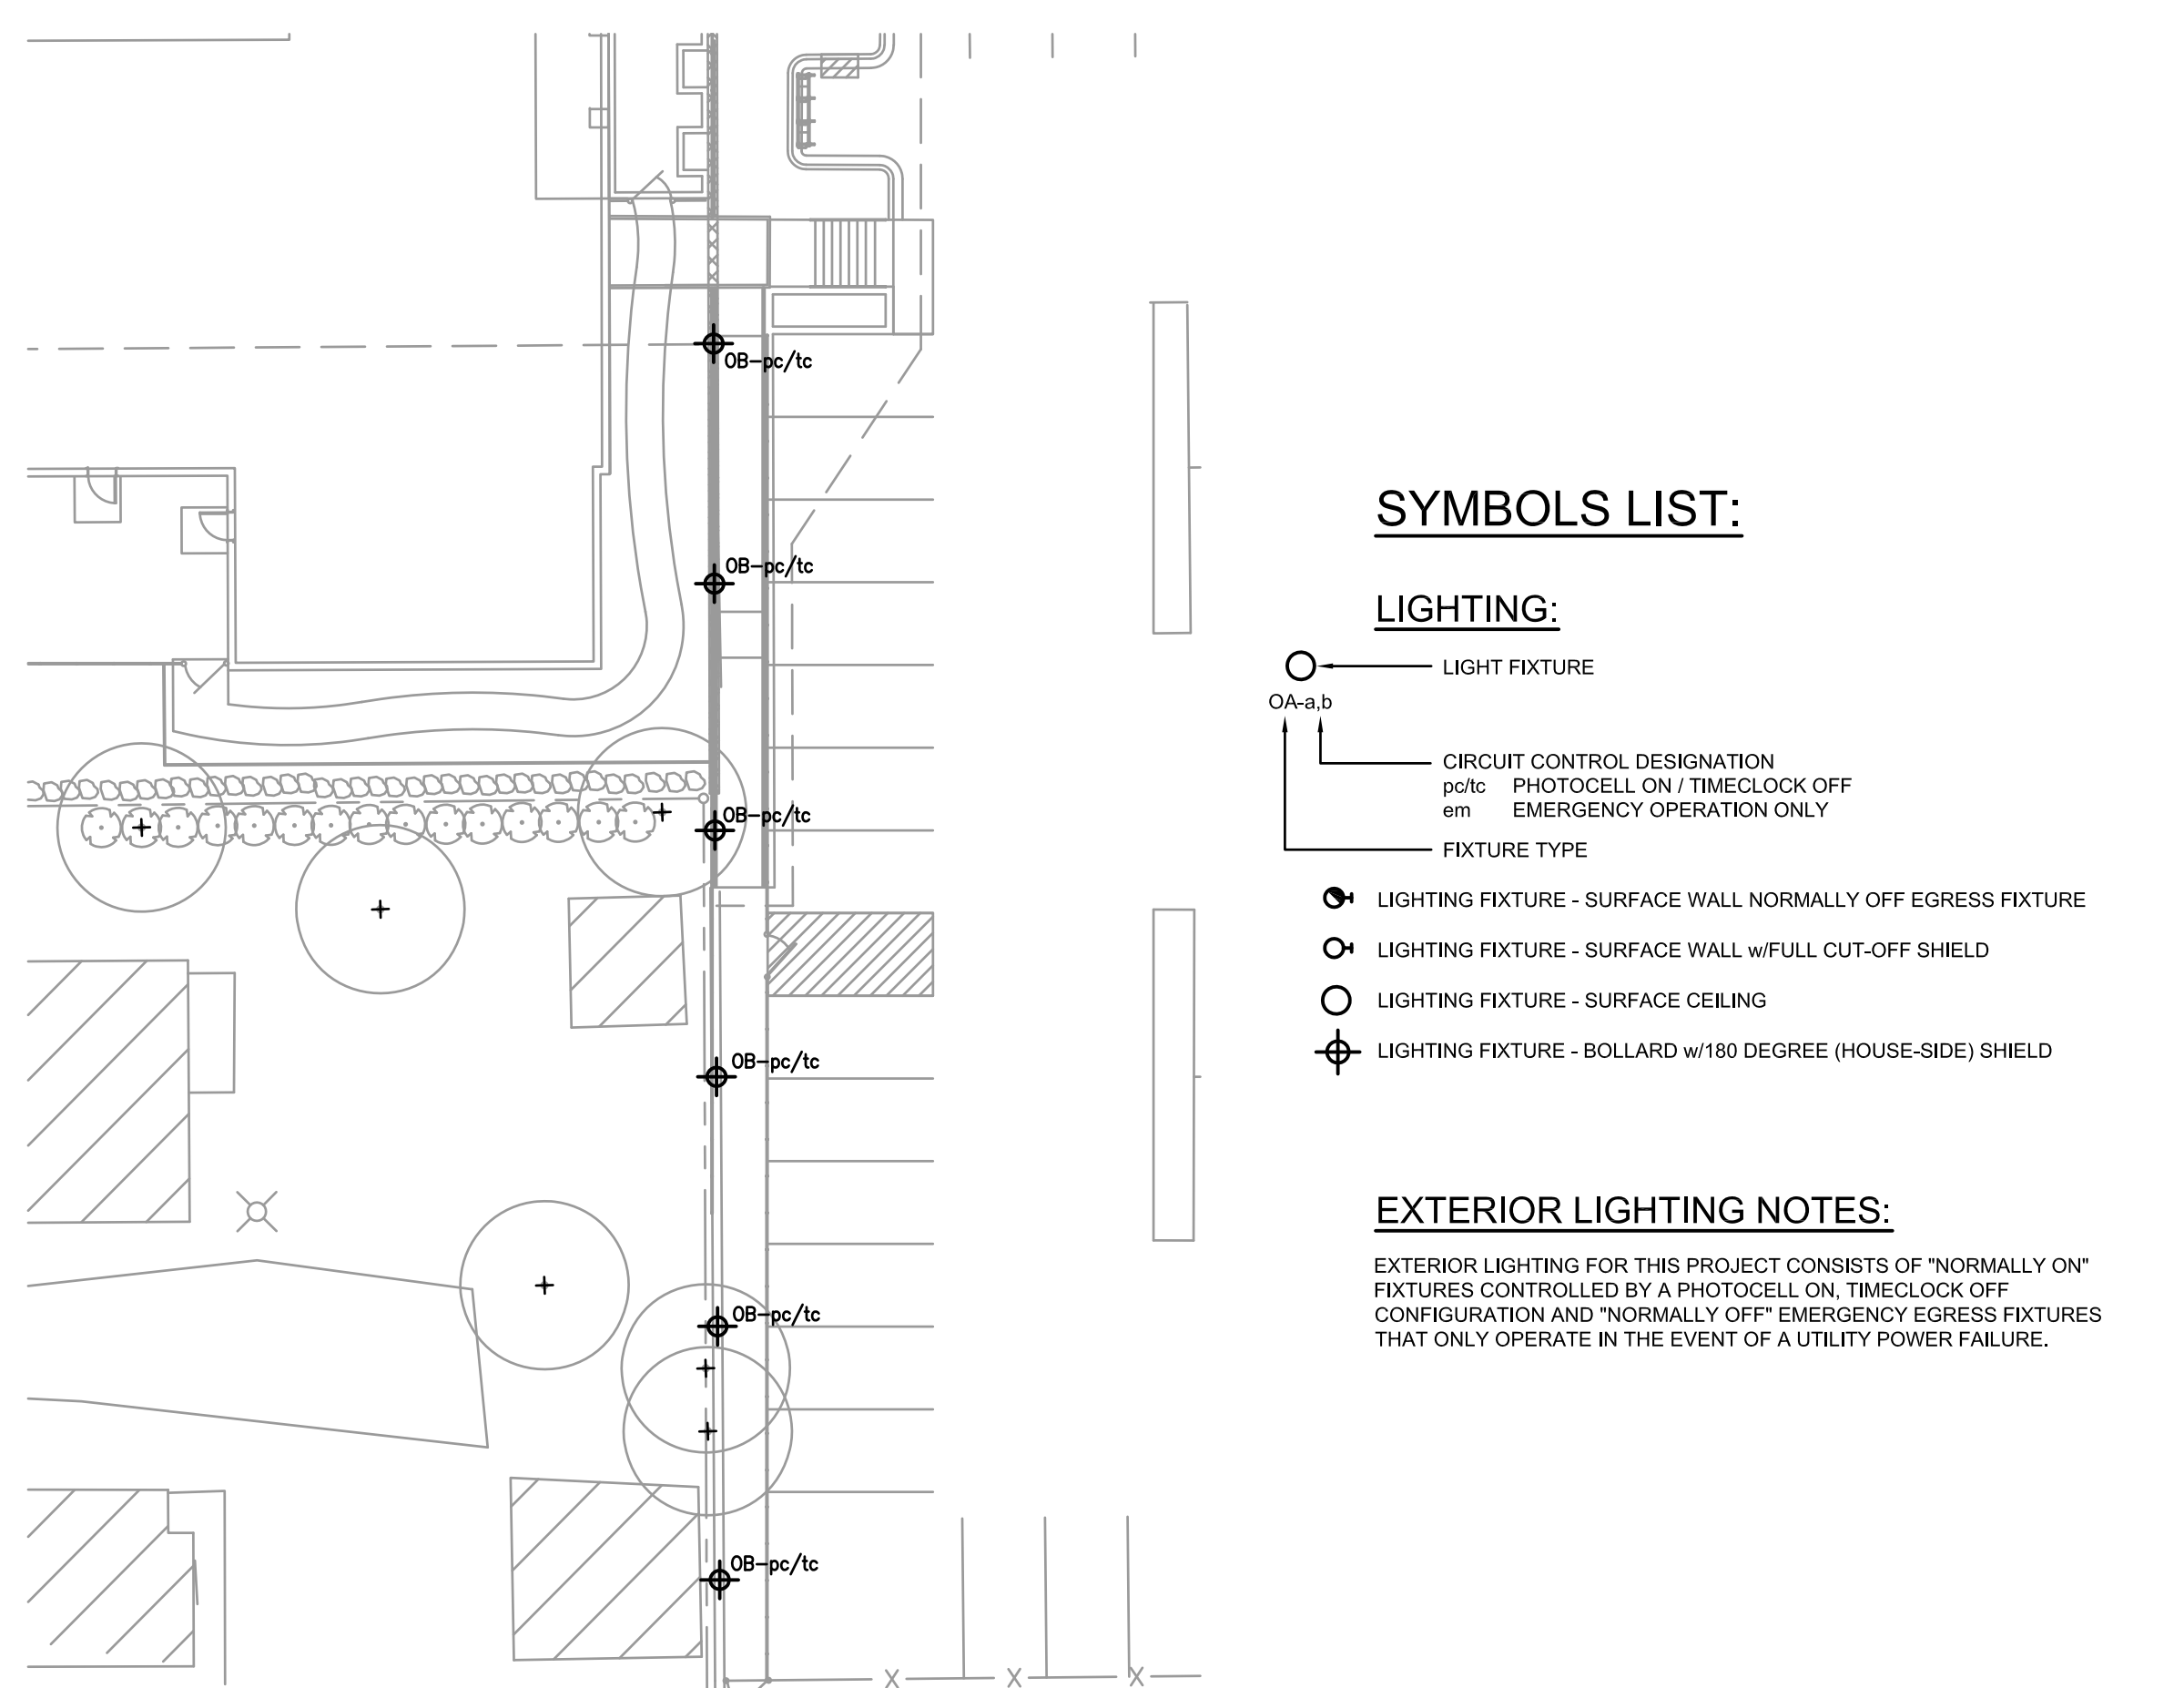 OB-pc/tc
OB-pc/tc
OB-pc/tc
OB-pc/tc
OB-pc/tc
OB-pc/tc
SYMBOLS LIST:
LIGHTING:
LIGHT FIXTURE
OA-a,b
CIRCUIT CONTROL DESIGNATION
pc/tc PHOTOCELL ON / TIMECLOCK OFF
em EMERGENCY OPERATION ONLY
FIXTURE TYPE
LIGHTING FIXTURE - SURFACE WALL NORMALLY OFF EGRESS FIXTURE
LIGHTING FIXTURE - SURFACE WALL w/FULL CUT-OFF SHIELD
LIGHTING FIXTURE - SURFACE CEILING
LIGHTING FIXTURE - BOLLARD w/180 DEGREE (HOUSE-SIDE) SHIELD
EXTERIOR LIGHTING NOTES:
EXTERIOR LIGHTING FOR THIS PROJECT CONSISTS OF "NORMALLY ON"
FIXTURES CONTROLLED BY A PHOTOCELL ON, TIMECLOCK OFF
CONFIGURATION AND "NORMALLY OFF" EMERGENCY EGRESS FIXTURES
THAT ONLY OPERATE IN THE EVENT OF A UTILITY POWER FAILURE.